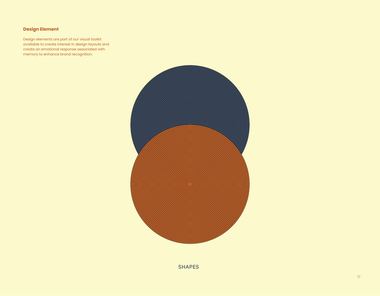 Design Element
Design elements are part of our visual toolkit
available to create interest in design layouts and
create an emotional response associated with
memory to enhance brand recognition.
SHAPES